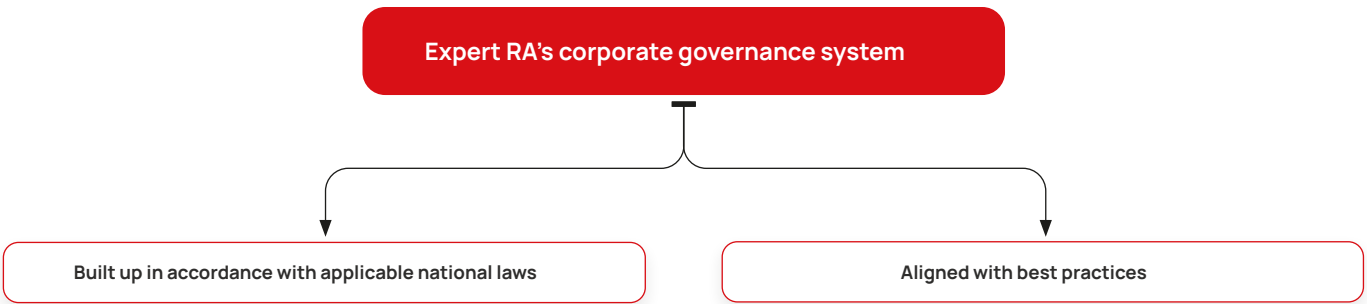 Expert RA’s corporate governance system
Built up in accordance with applicable national laws
Aligned with best practices